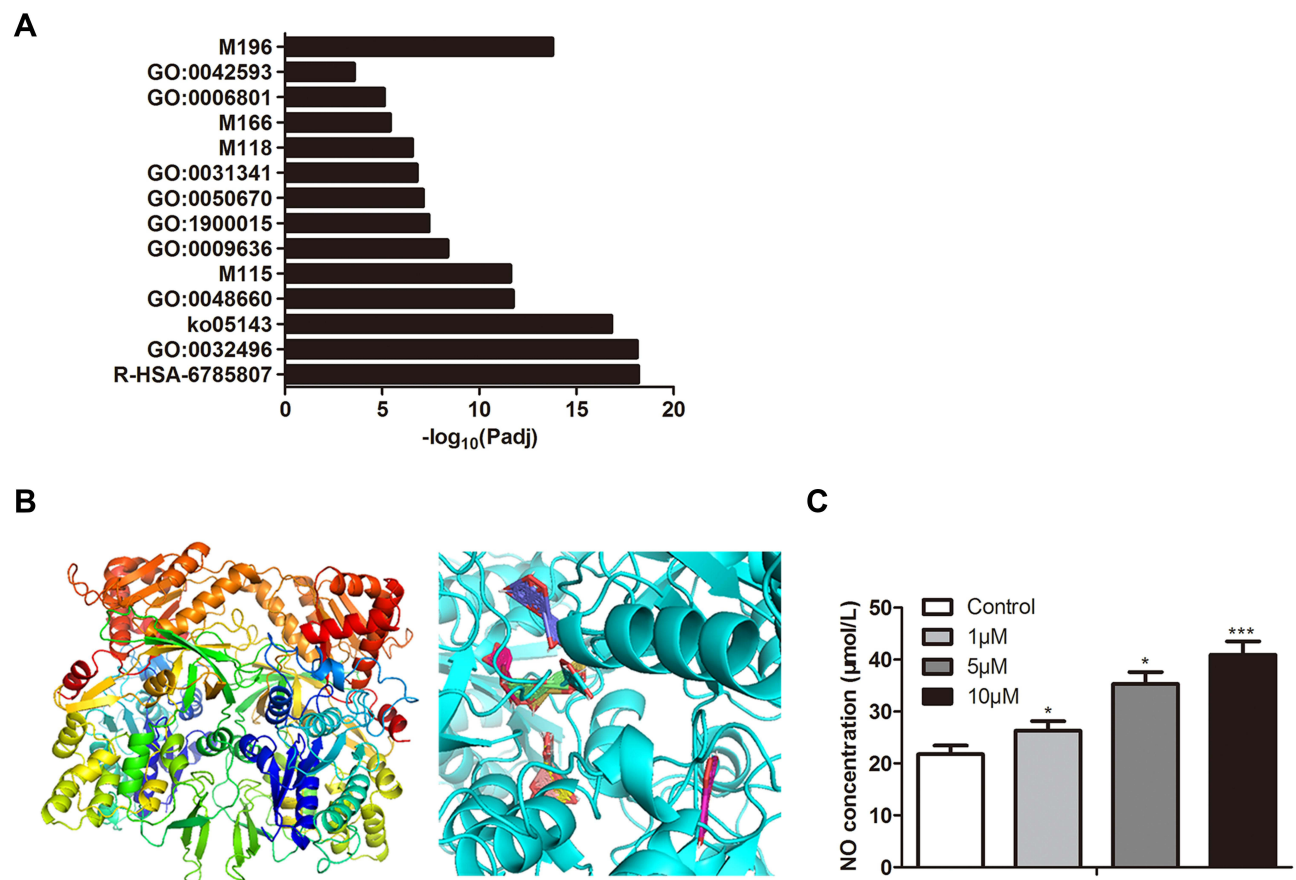 A
M196
GO:0042593
GO:0006801
M166
M118
GO:0031341
GO:0050670
GO:1900015
GO:0009636
M115
GO:0048660
ko05143
GO:0032496
R-HSA-6785807
0 5 10 15 20
-log10(Padj)
B
C
NO concentration (μmol/L)
50
40
30
20
10
0
Control
1μM
5μM
10μM
*
*
***